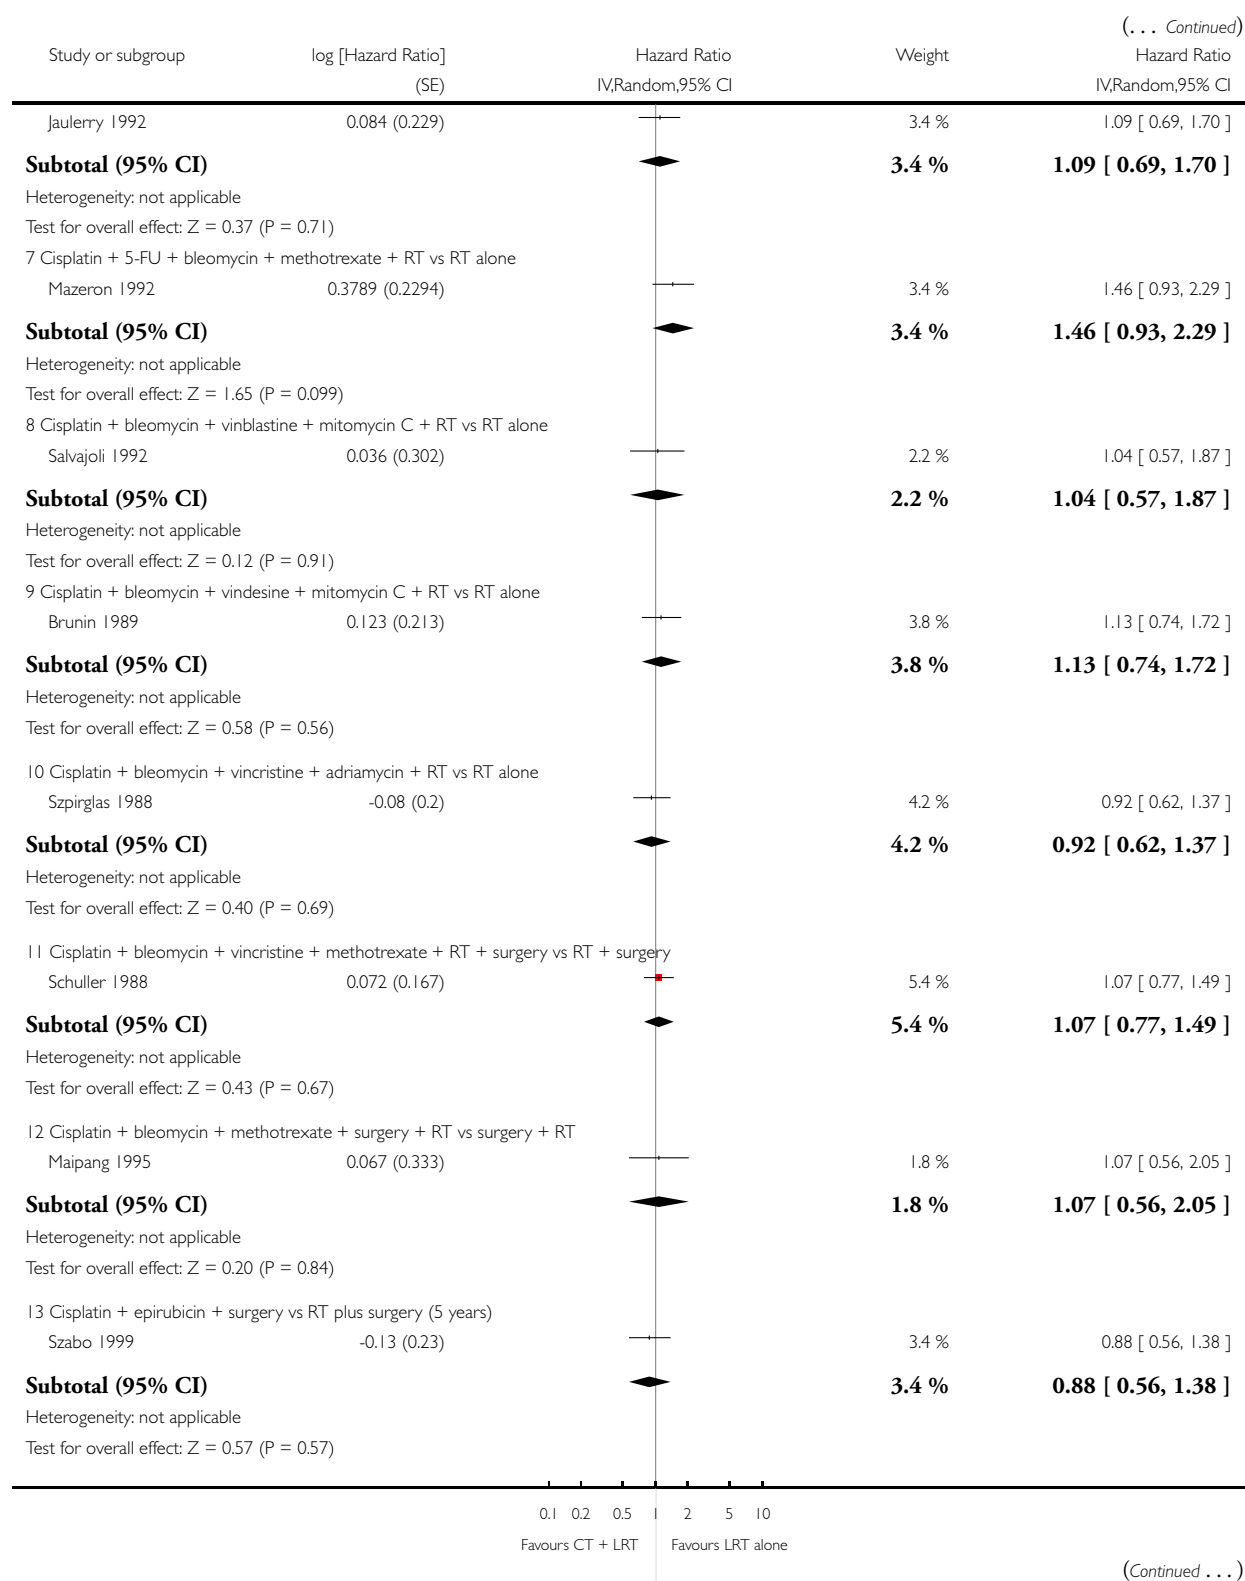 (... Continued)
Study or subgroup log [Hazard Ratio] Hazard Ratio Weight Hazard Ratio
(SE) IV,Random,95% CI IV,Random,95% CI
Jaulerry 1992 0.084 (0.229) 3.4 % 1.09 [ 0.69, 1.70 ]
Subtotal (95% CI) 3.4 % 1.09 [ 0.69, 1.70 ]
Heterogeneity: not applicable
Test for overall effect: Z = 0.37 (P = 0.71)
7 Cisplatin + 5-FU + bleomycin + methotrexate + RT vs RT alone
Mazeron 1992 0.3789 (0.2294) 3.4 % 1.46 [ 0.93, 2.29 ]
Subtotal (95% CI) 3.4 % 1.46 [ 0.93, 2.29 ]
Heterogeneity: not applicable
Test for overall effect: Z = 1.65 (P = 0.099)
8 Cisplatin + bleomycin + vinblastine + mitomycin C + RT vs RT alone
Salvajoli 1992 0.036 (0.302) 2.2 % 1.04 [ 0.57, 1.87 ]
Subtotal (95% CI) 2.2 % 1.04 [ 0.57, 1.87 ]
Heterogeneity: not applicable
Test for overall effect: Z = 0.12 (P = 0.91)
9 Cisplatin + bleomycin + vindesine + mitomycin C + RT vs RT alone
Brunin 1989 0.123 (0.213) 3.8 % 1.13 [ 0.74, 1.72 ]
Subtotal (95% CI) 3.8 % 1.13 [ 0.74, 1.72 ]
Heterogeneity: not applicable
Test for overall effect: Z = 0.58 (P = 0.56)
10 Cisplatin + bleomycin + vincristine + adriamycin + RT vs RT alone
Szpirglas 1988 -0.08 (0.2) 4.2 % 0.92 [ 0.62, 1.37 ]
Subtotal (95% CI) 4.2 % 0.92 [ 0.62, 1.37 ]
Heterogeneity: not applicable
Test for overall effect: Z = 0.40 (P = 0.69)
11 Cisplatin + bleomycin + vincristine + methotrexate + RT + surgery vs RT + surgery
Schuller 1988 0.072 (0.167) 5.4 % 1.07 [ 0.77, 1.49 ]
Subtotal (95% CI) 5.4 % 1.07 [ 0.77, 1.49 ]
Heterogeneity: not applicable
Test for overall effect: Z = 0.43 (P = 0.67)
12 Cisplatin + bleomycin + methotrexate + surgery + RT vs surgery + RT
Maipang 1995 0.067 (0.333) 1.8 % 1.07 [ 0.56, 2.05 ]
Subtotal (95% CI) 1.8 % 1.07 [ 0.56, 2.05 ]
Heterogeneity: not applicable
Test for overall effect: Z = 0.20 (P = 0.84)
13 Cisplatin + epirubicin + surgery vs RT plus surgery (5 years)
Szabo 1999 -0.13 (0.23) 3.4 % 0.88 [ 0.56, 1.38 ]
Subtotal (95% CI) 3.4 % 0.88 [ 0.56, 1.38 ]
Heterogeneity: not applicable
Test for overall effect: Z = 0.57 (P = 0.57)
0.1 0.2 0.5 1 2 5 10
Favours CT + LRT Favours LRT alone
(Continued ...)